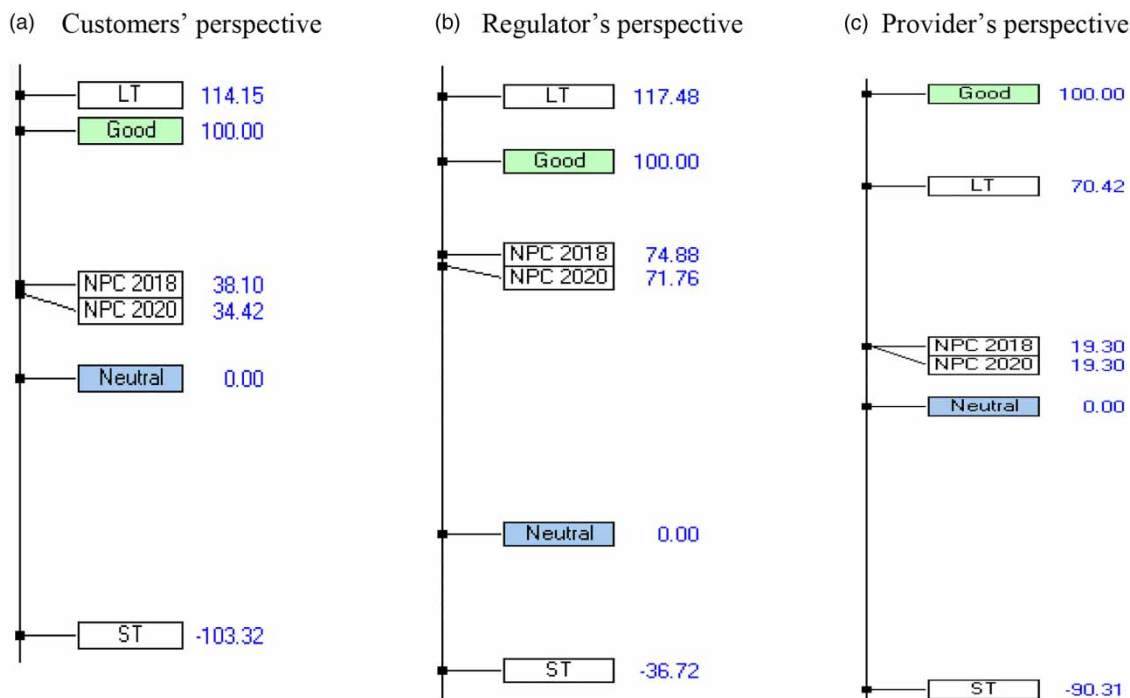 (a) Customers' perspective
LT 114.15
Good 100.00
NPC 2018 38.10
NPC 2020 34.42
Neutral 0.00
ST -103.32
(b) Regulator's perspective
LT 117.48
Good 100.00
NPC 2018 74.88
NPC 2020 71.76
Neutral 0.00
ST -36.72
(c) Provider's perspective
Good 100.00
LT 70.42
NPC 2018 19.30
NPC 2020 19.30
Neutral 0.00
ST -90.31